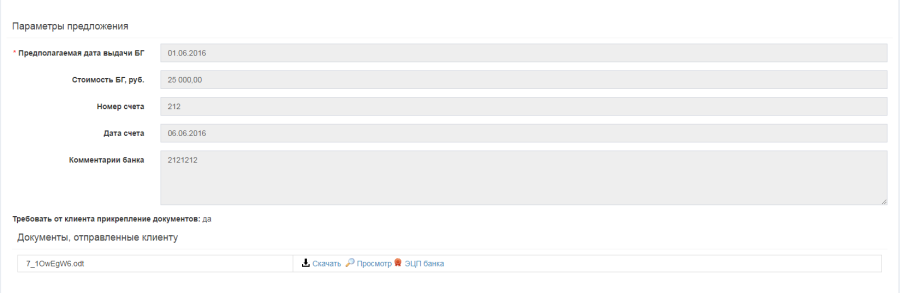 Параметры предложения
* Предполагаемая дата выдачи БГ 01.06.2016
Стоимость БГ, руб. 25 000.00
Номер счета 212
Дата счета 06.06.2016
Комментарии банка 2121212
Требовать от клиента прикрепление документов: да
Документы, отправленные клиенту
7_1OwEgW6.odt Скачать Просмотр ЭЦП банка